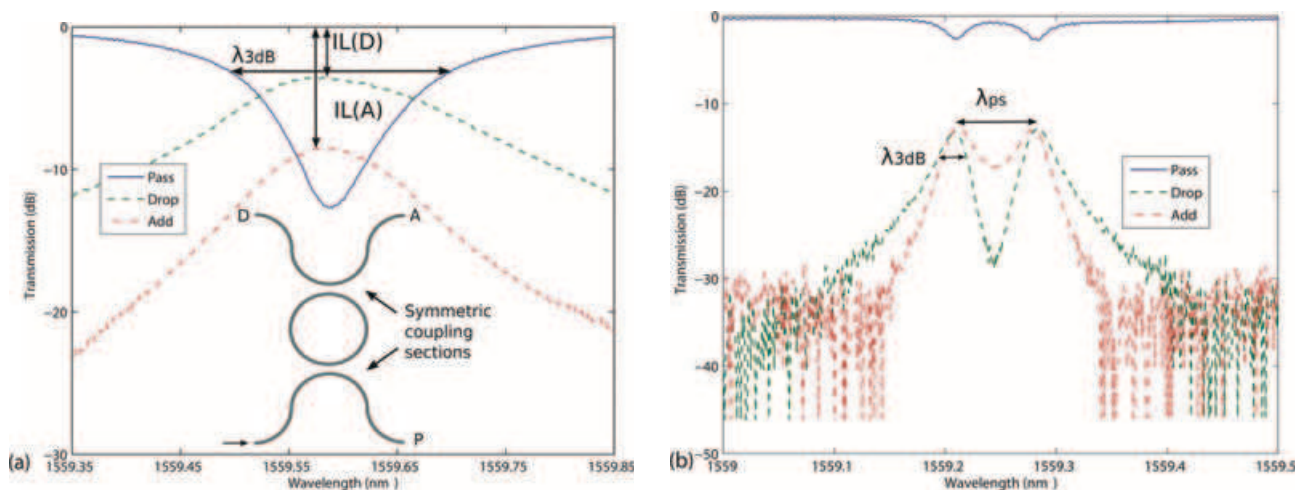 0
IL(D)
λ3dB
IL(A)
-10
Pass
Drop
Add
D
A
Transmission (dB)
-20
Symmetric
coupling
sections
P
-30
(a)
1559.35 1559.45 1559.55 1559.65 1559.75 1559.85
Wavelength (nm )
0
-10
λps
λ3dB
Pass
Drop
Add
-20
Transmission (dB)
-30
-40
-50
(b)
1559 1559.1 1559.2 1559.3 1559.4 1559.5
Wavelength (nm )